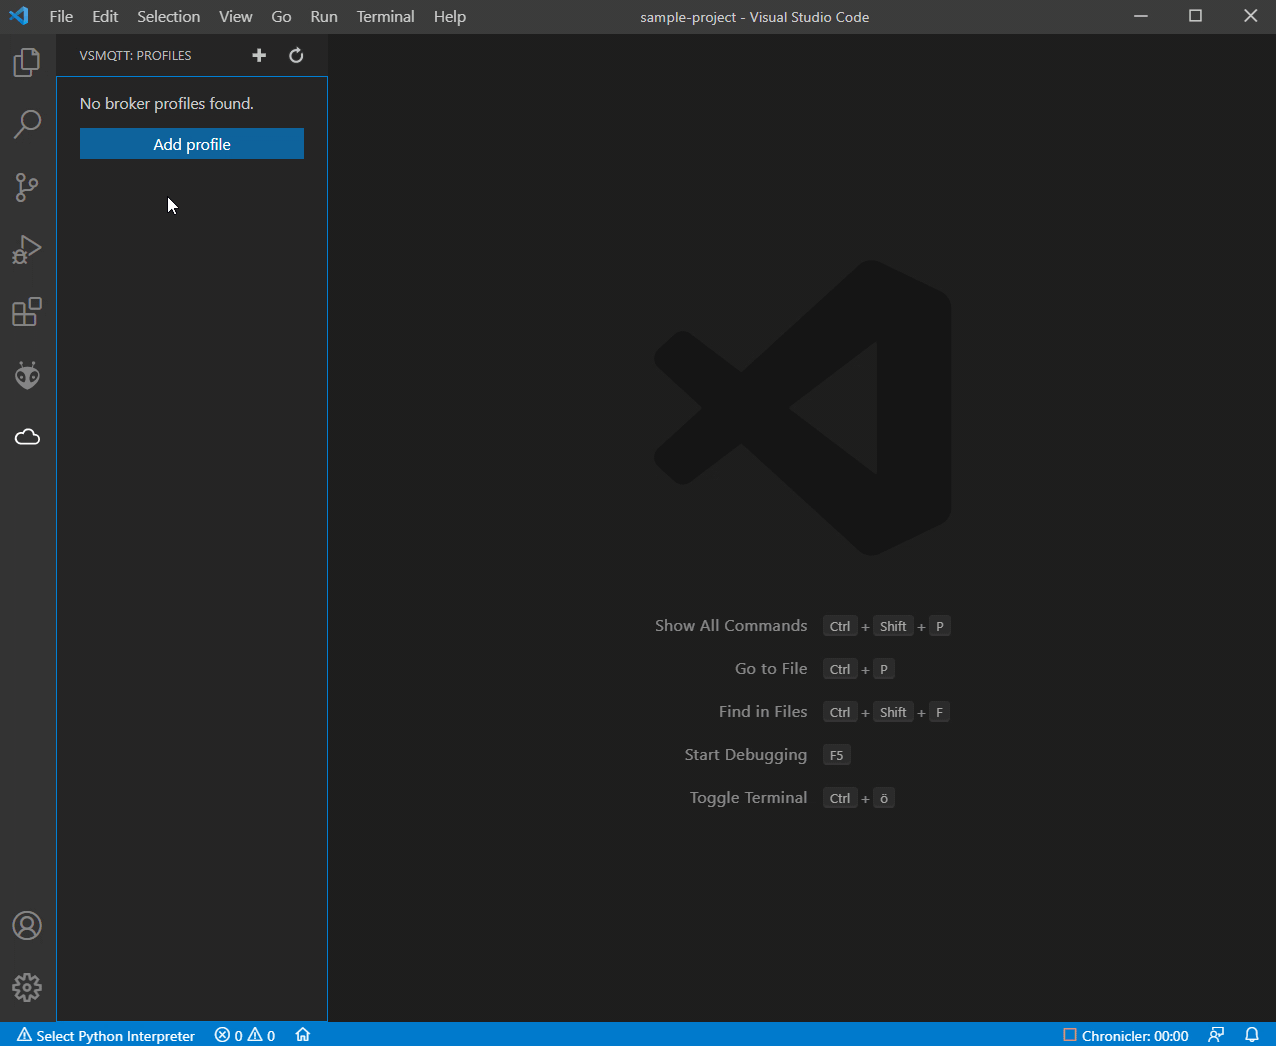 File Edit Selection View Go Run Terminal Help sample-project - Visual Studio Code
VSMQTT: PROFILES
No broker profiles found.
Add profile
Show All Commands Ctrl + Shift + P
Go to File Ctrl + P
Find in Files Ctrl + Shift + F
Start Debugging F5
Toggle Terminal Ctrl + ö
Select Python Interpreter 0 0 Chronicler: 00:00